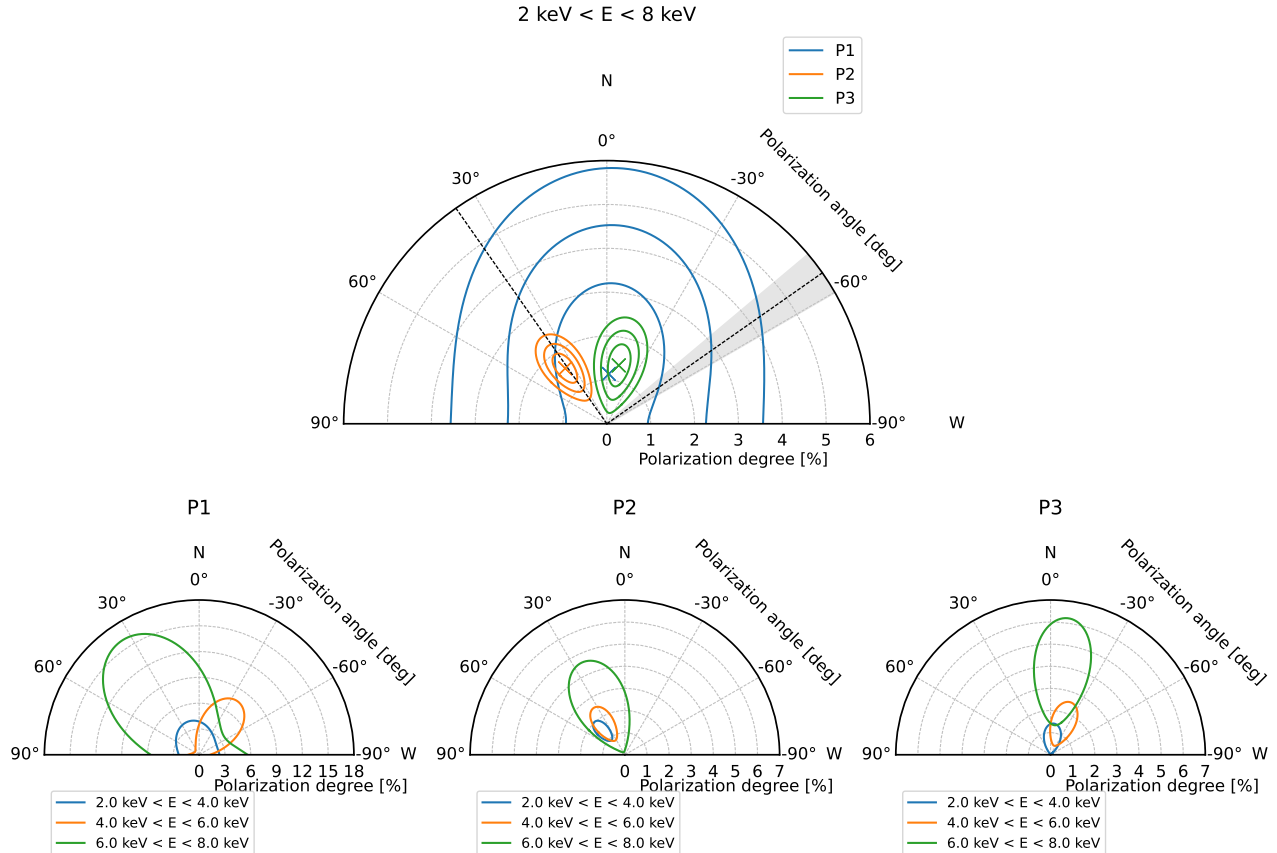 2 keV < E < 8 keV
P1
P2
P3
N
Polarization angle [deg]
0°
30°
-30°
60°
-60°
90°
-90°
W
0 1 2 3 4 5 6
Polarization degree [%]
P1
N
Polarization angle [deg]
0°
30°
-30°
60°
-60°
90°
-90°
W
0 3 6 9 12 15 18
Polarization degree [%]
2.0 keV < E < 4.0 keV
4.0 keV < E < 6.0 keV
6.0 keV < E < 8.0 keV
P2
N
Polarization angle [deg]
0°
30°
-30°
60°
-60°
90°
-90°
W
0 1 2 3 4 5 6 7
Polarization degree [%]
2.0 keV < E < 4.0 keV
4.0 keV < E < 6.0 keV
6.0 keV < E < 8.0 keV
P3
N
Polarization angle [deg]
0°
30°
-30°
60°
-60°
90°
-90°
W
0 1 2 3 4 5 6 7
Polarization degree [%]
2.0 keV < E < 4.0 keV
4.0 keV < E < 6.0 keV
6.0 keV < E < 8.0 keV